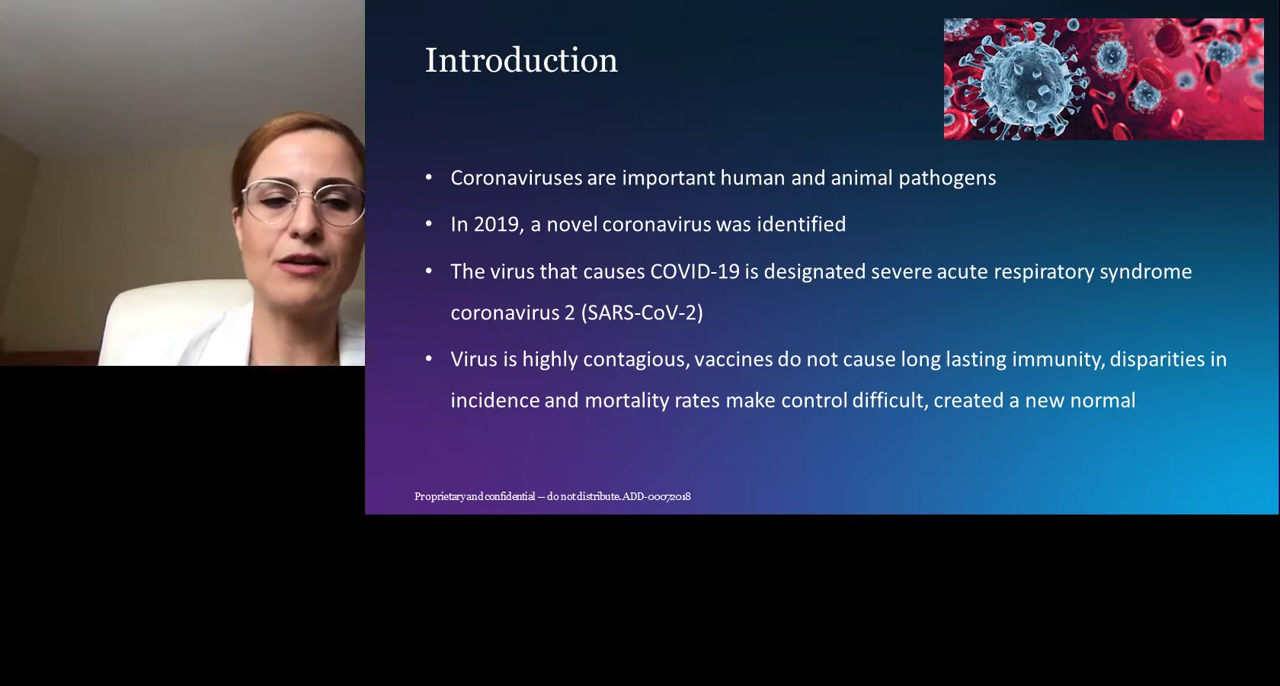 Introduction
• Coronaviruses are important human and animal pathogens
• In 2019, a novel coronavirus was identified
• The virus that causes COVID-19 is designated severe acute respiratory syndrome
coronavirus 2 (SARS-CoV-2)
• Virus is highly contagious, vaccines do not cause long lasting immunity, disparities in
incidence and mortality rates make control difficult, created a new normal
Proprietary and confidential — do not distribute. ADD-00072018